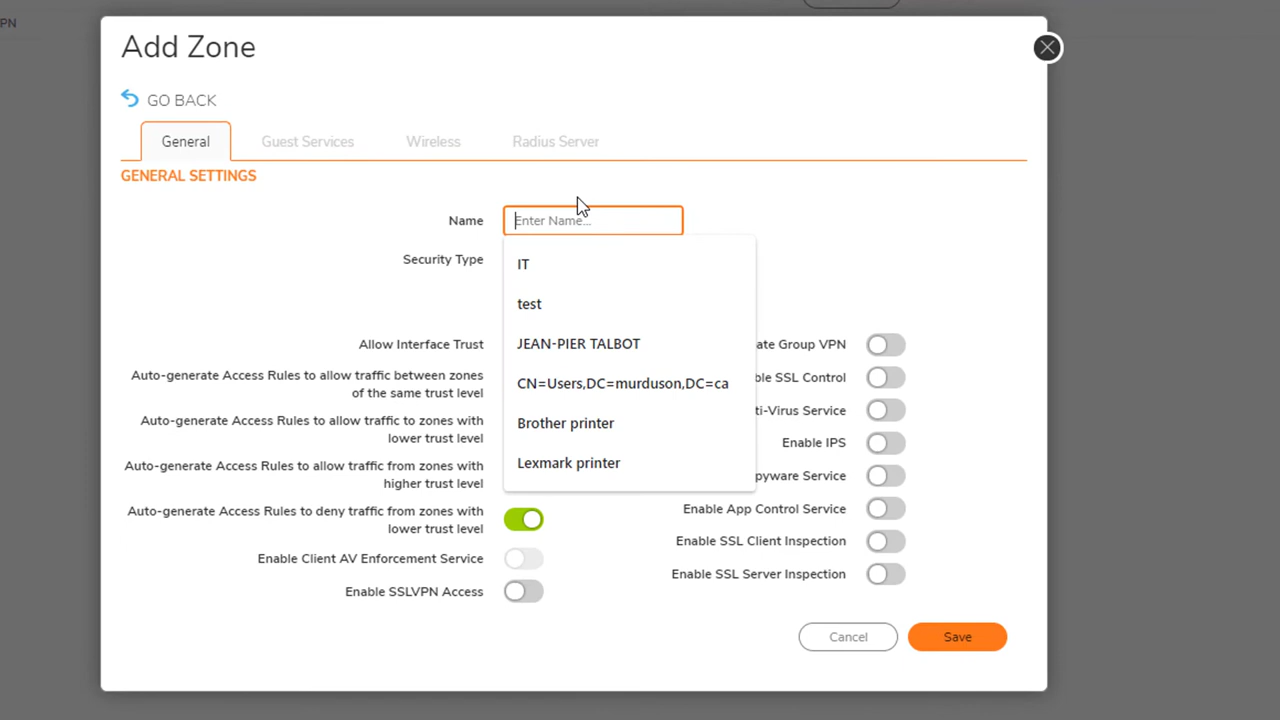 PN
Add Zone
GO BACK
General Guest Services Wireless Radius Server
GENERAL SETTINGS
Name Enter Name...
Security Type
IT
test
JEAN-PIER TALBOT
CN=Users,DC=murduson,DC=ca
Brother printer
Lexmark printer
Allow Interface Trust
Auto-generate Access Rules to allow traffic between zones
of the same trust level
Auto-generate Access Rules to allow traffic to zones with
lower trust level
Auto-generate Access Rules to allow traffic from zones with
higher trust level
Auto-generate Access Rules to deny traffic from zones with
lower trust level
Enable Client AV Enforcement Service
Enable SSLVPN Access
ate Group VPN
ble SSL Control
ti-Virus Service
Enable IPS
pyware Service
Enable App Control Service
Enable SSL Client Inspection
Enable SSL Server Inspection
Cancel Save